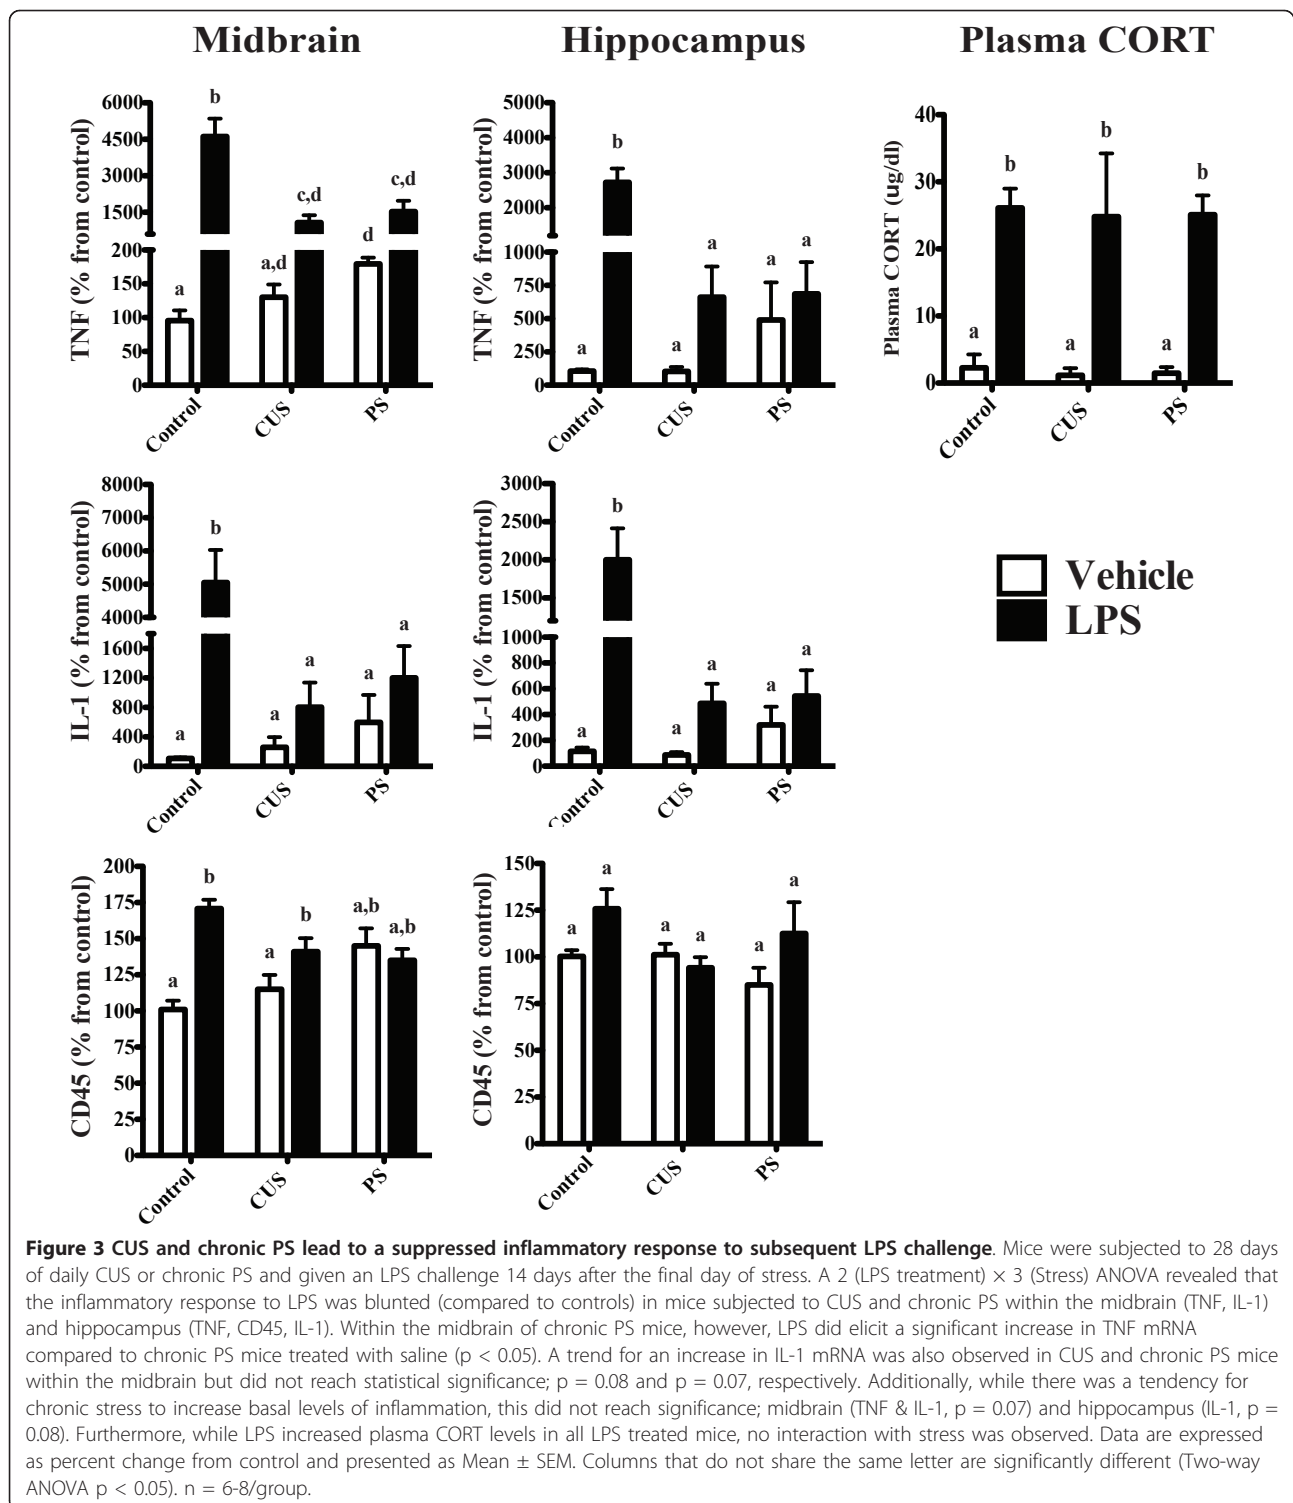 Midbrain
Hippocampus
Plasma CORT
TNF (% from control)
6000
4500
3000
1500
200
150
100
50
0
a
b
a,d
c,d
d
c,d
Control
CUS
PS
TNF (% from control)
5000
4000
3000
2000
1000
750
500
250
0
a
b
a
a
a
a
Control
CUS
PS
Plasma CORT (ug/dl)
40
30
20
10
0
a
b
a
b
a
b
Control
CUS
PS
IL-1 (% from control)
8000
7000
6000
5000
4000
1600
1200
800
400
0
a
b
a
a
a
a
Control
CUS
PS
IL-1 (% from control)
3000
2500
2000
1500
1000
800
600
400
200
0
a
b
a
a
a
a
Control
CUS
PS
Vehicle
LPS
CD45 (% from control)
200
175
150
125
100
75
50
25
0
a
b
a
b
a,b
a,b
Control
CUS
PS
CD45 (% from control)
150
125
100
75
50
25
0
a
a
a
a
a
a
Control
CUS
PS
Figure 3 CUS and chronic PS lead to a suppressed inflammatory response to subsequent LPS challenge. Mice were subjected to 28 days
of daily CUS or chronic PS and given an LPS challenge 14 days after the final day of stress. A 2 (LPS treatment) × 3 (Stress) ANOVA revealed that
the inflammatory response to LPS was blunted (compared to controls) in mice subjected to CUS and chronic PS within the midbrain (TNF, IL-1)
and hippocampus (TNF, CD45, IL-1). Within the midbrain of chronic PS mice, however, LPS did elicit a significant increase in TNF mRNA
compared to chronic PS mice treated with saline (p < 0.05). A trend for an increase in IL-1 mRNA was also observed in CUS and chronic PS mice
within the midbrain but did not reach statistical significance; p = 0.08 and p = 0.07, respectively. Additionally, while there was a tendency for
chronic stress to increase basal levels of inflammation, this did not reach significance; midbrain (TNF & IL-1, p = 0.07) and hippocampus (IL-1, p =
0.08). Furthermore, while LPS increased plasma CORT levels in all LPS treated mice, no interaction with stress was observed. Data are expressed
as percent change from control and presented as Mean ± SEM. Columns that do not share the same letter are significantly different (Two-way
ANOVA p < 0.05). n = 6-8/group.